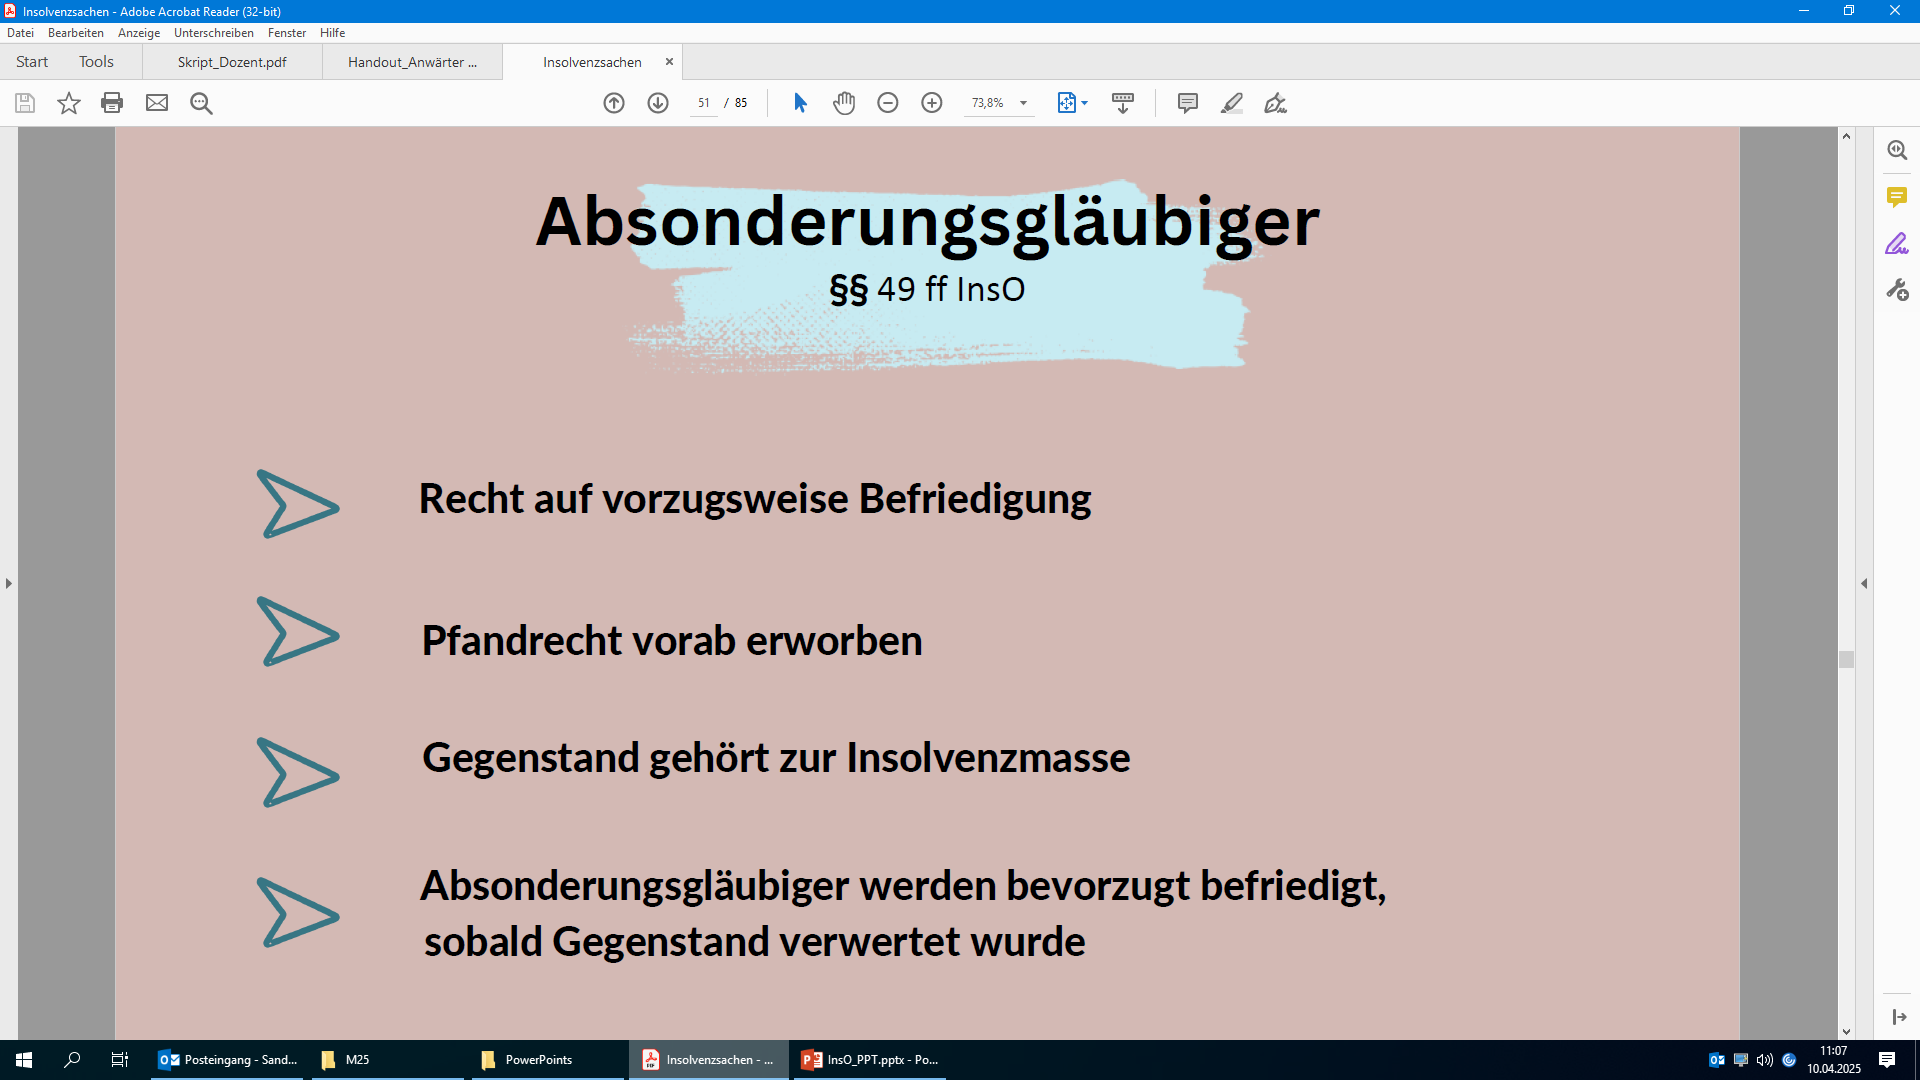 Insolvenzsachen - Adobe Acrobat Reader (32-bit)
Datei Bearbeiten Anzeige Unterschreiben Fenster Hilfe
Start Tools Skript_Dozent.pdf Handout_Anwärter ... Insolvenzsachen
51 / 85 73,8%
Absonderungsgläubiger
§§ 49 ff InsO
Recht auf vorzugsweise Befriedigung
Pfandrecht vorab erworben
Gegenstand gehört zur Insolvenzmasse
Absonderungsgläubiger werden bevorzugt befriedigt,
sobald Gegenstand verwertet wurde
Posteingang - Sand... M25 PowerPoints Insolvenzsachen - ... InsO_PPT.pptx - Po...
11:07
10.04.2025